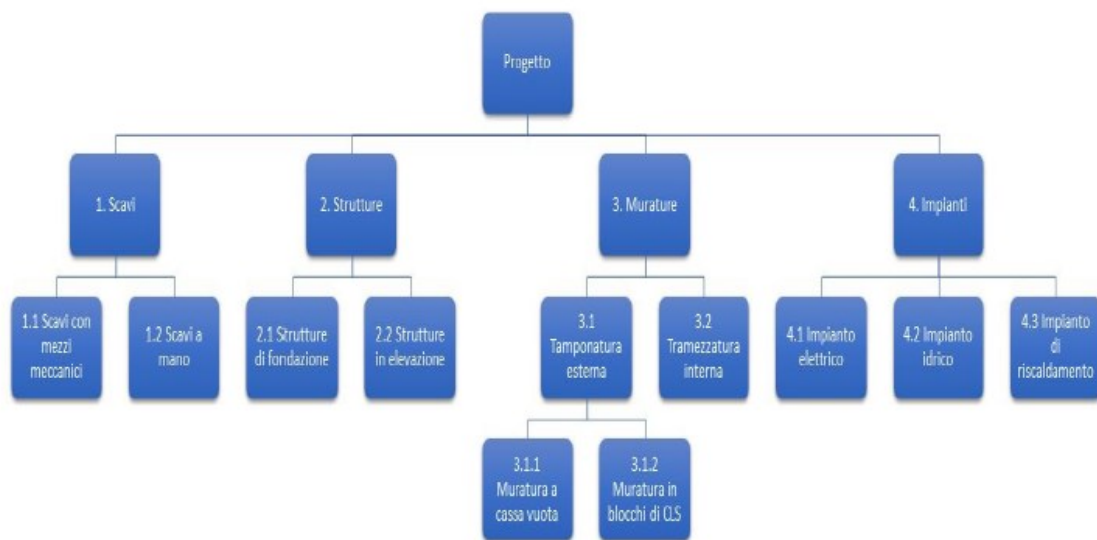 Progetto
1. Scavi
2. Strutture
3. Murature
4. Impianti
1.1 Scavi con
mezzi
meccanici
1.2 Scavi a
mano
2.1 Strutture
di fondazione
2.2 Strutture
in elevazione
3.1
Tamponatura
esterna
3.2
Tramezzatura
interna
4.1 Impianto
elettrico
4.2 Impianto
idrico
4.3 Impianto
di
riscaldamento
3.1.1
Muratura a
cassa vuota
3.1.2
Muratura in
blocchi di CLS